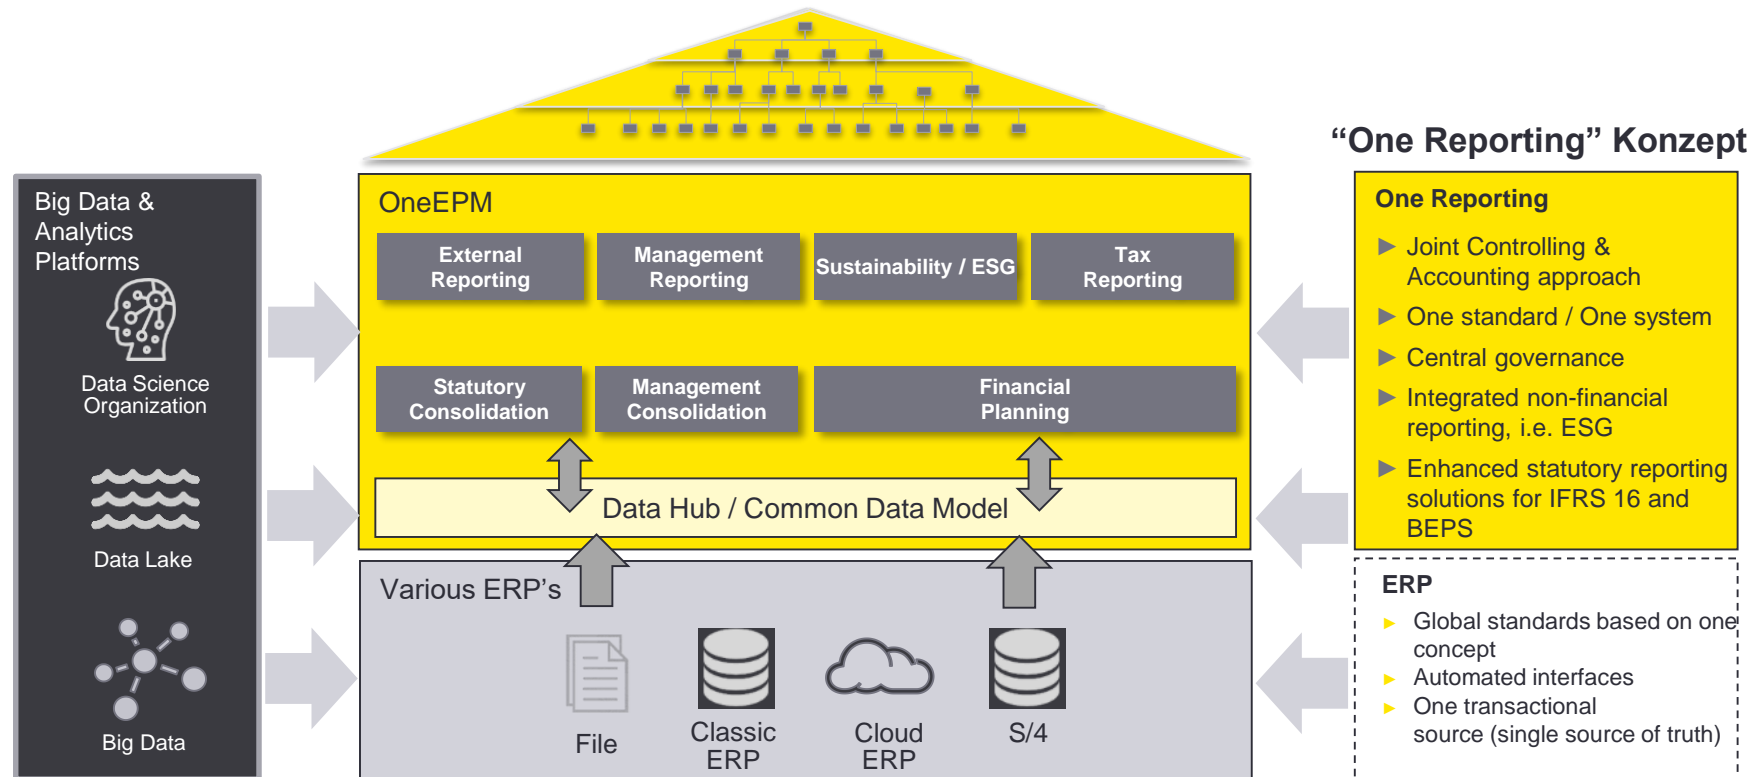 “One Reporting” Konzept
Big Data &
Analytics
Platforms
Data Science
Organization
Data Lake
Big Data
OneEPM
External
Reporting
Management
Reporting
Sustainability / ESG
Tax
Reporting
Statutory
Consolidation
Management
Consolidation
Financial
Planning
Data Hub / Common Data Model
Various ERP’s
File
Classic
ERP
Cloud
ERP
S/4
One Reporting
► Joint Controlling &
Accounting approach
► One standard / One system
► Central governance
► Integrated non-financial
reporting, i.e. ESG
► Enhanced statutory reporting
solutions for IFRS 16 and
BEPS
ERP
► Global standards based on one
concept
► Automated interfaces
► One transactional
source (single source of truth)